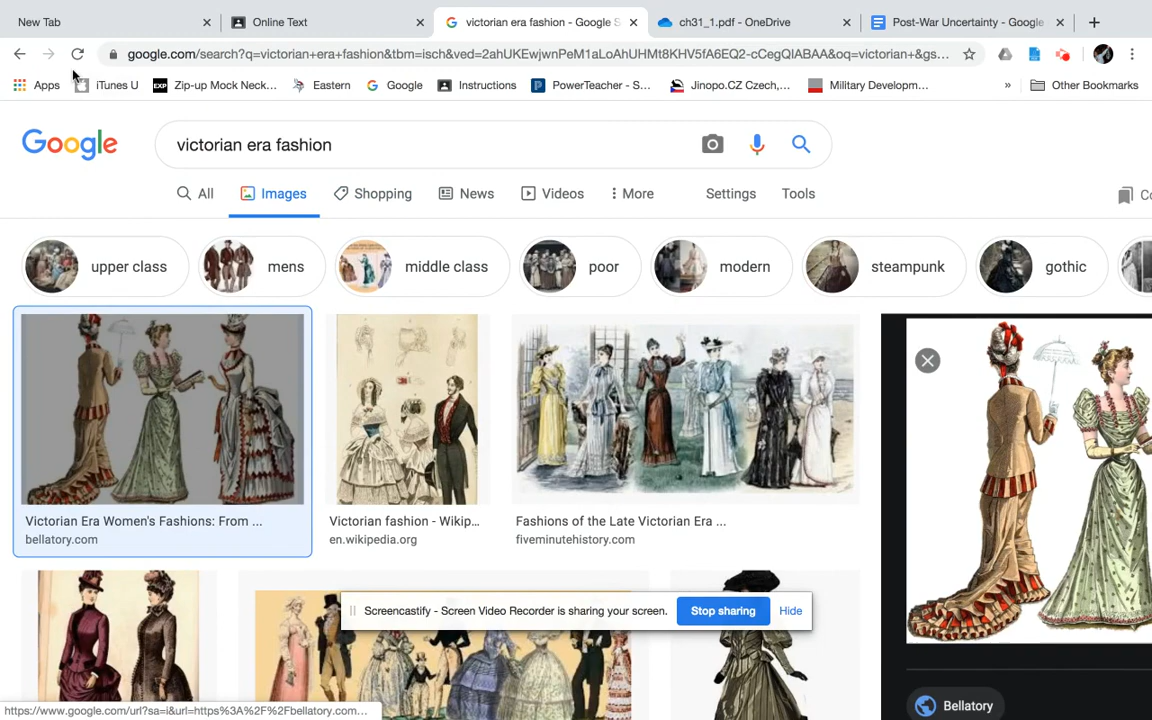 New Tab
Online Text
victorian era fashion - Google S
ch31_1.pdf - OneDrive
Post-War Uncertainty - Google
google.com/search?q=victorian+era+fashion&tbm=isch&ved=2ahUKEwjwnPeM1aLoAhUHMt8KHV5fA6EQ2-cCegQIABAA&oq=victorian+&gs...
Apps
iTunes U
EXP
Zip-up Mock Neck...
Eastern
Google
Instructions
PowerTeacher - S...
Jinopo.CZ Czech,...
Military Developm...
»
Other Bookmarks
Google
victorian era fashion
All
Images
Shopping
News
Videos
More
Settings
Tools
Co
upper class
mens
middle class
poor
modern
steampunk
gothic
Victorian Era Women's Fashions: From ...
bellatory.com
Victorian fashion - Wikip...
en.wikipedia.org
Fashions of the Late Victorian Era ...
fiveminutehistory.com
Screencastify - Screen Video Recorder is sharing your screen.
Stop sharing
Hide
https://www.google.com/url?sa=i&url=https%3A%2F%2Fbellatory.com...
Bellatory